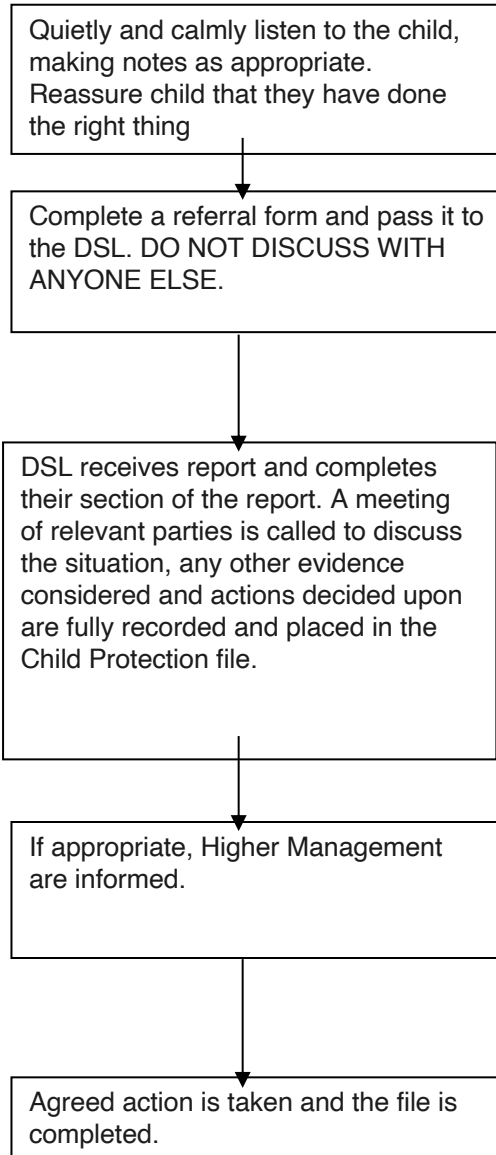 Quietly and calmly listen to the child,
making notes as appropriate.
Reassure child that they have done
the right thing
Complete a referral form and pass it to
the DSL. DO NOT DISCUSS WITH
ANYONE ELSE.
DSL receives report and completes
their section of the report. A meeting
of relevant parties is called to discuss
the situation, any other evidence
considered and actions decided upon
are fully recorded and placed in the
Child Protection file.
If appropriate, Higher Management
are informed.
Agreed action is taken and the file is
completed.